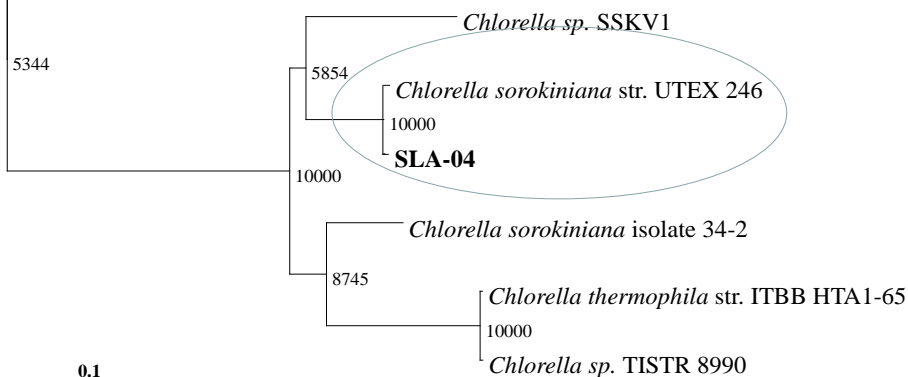 Chlorella sp. SSKV1
5344
5854
Chlorella sorokiniana str. UTEX 246
10000
SLA-04
10000
Chlorella sorokiniana isolate 34-2
8745
Chlorella thermophila str. ITBB HTA1-65
10000
Chlorella sp. TISTR 8990
0.1